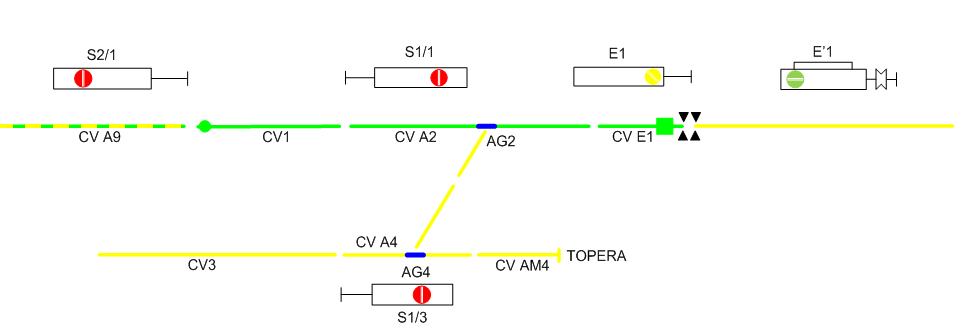 S2/1
S1/1
E1
E'1
CV A9
CV1
CV A2
AG2
CV E1
CV A4
CV3
AG4
CV AM4
TOPERA
S1/3